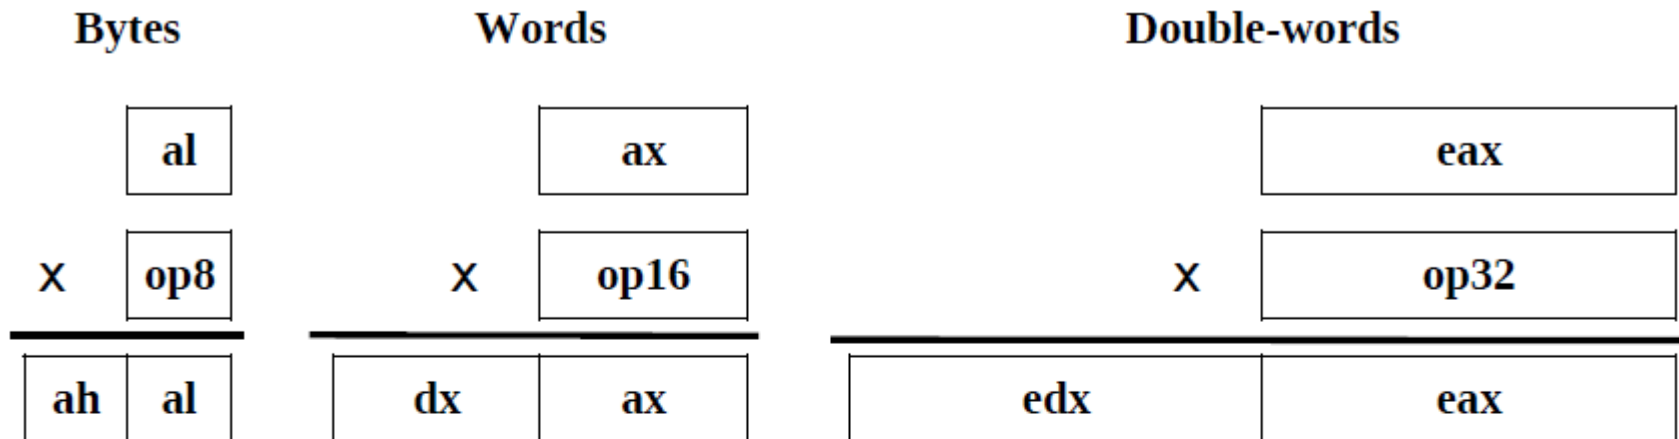 Bytes Words Double-words
al ax eax
x op8 x op16 x op32
ah al dx ax edx eax